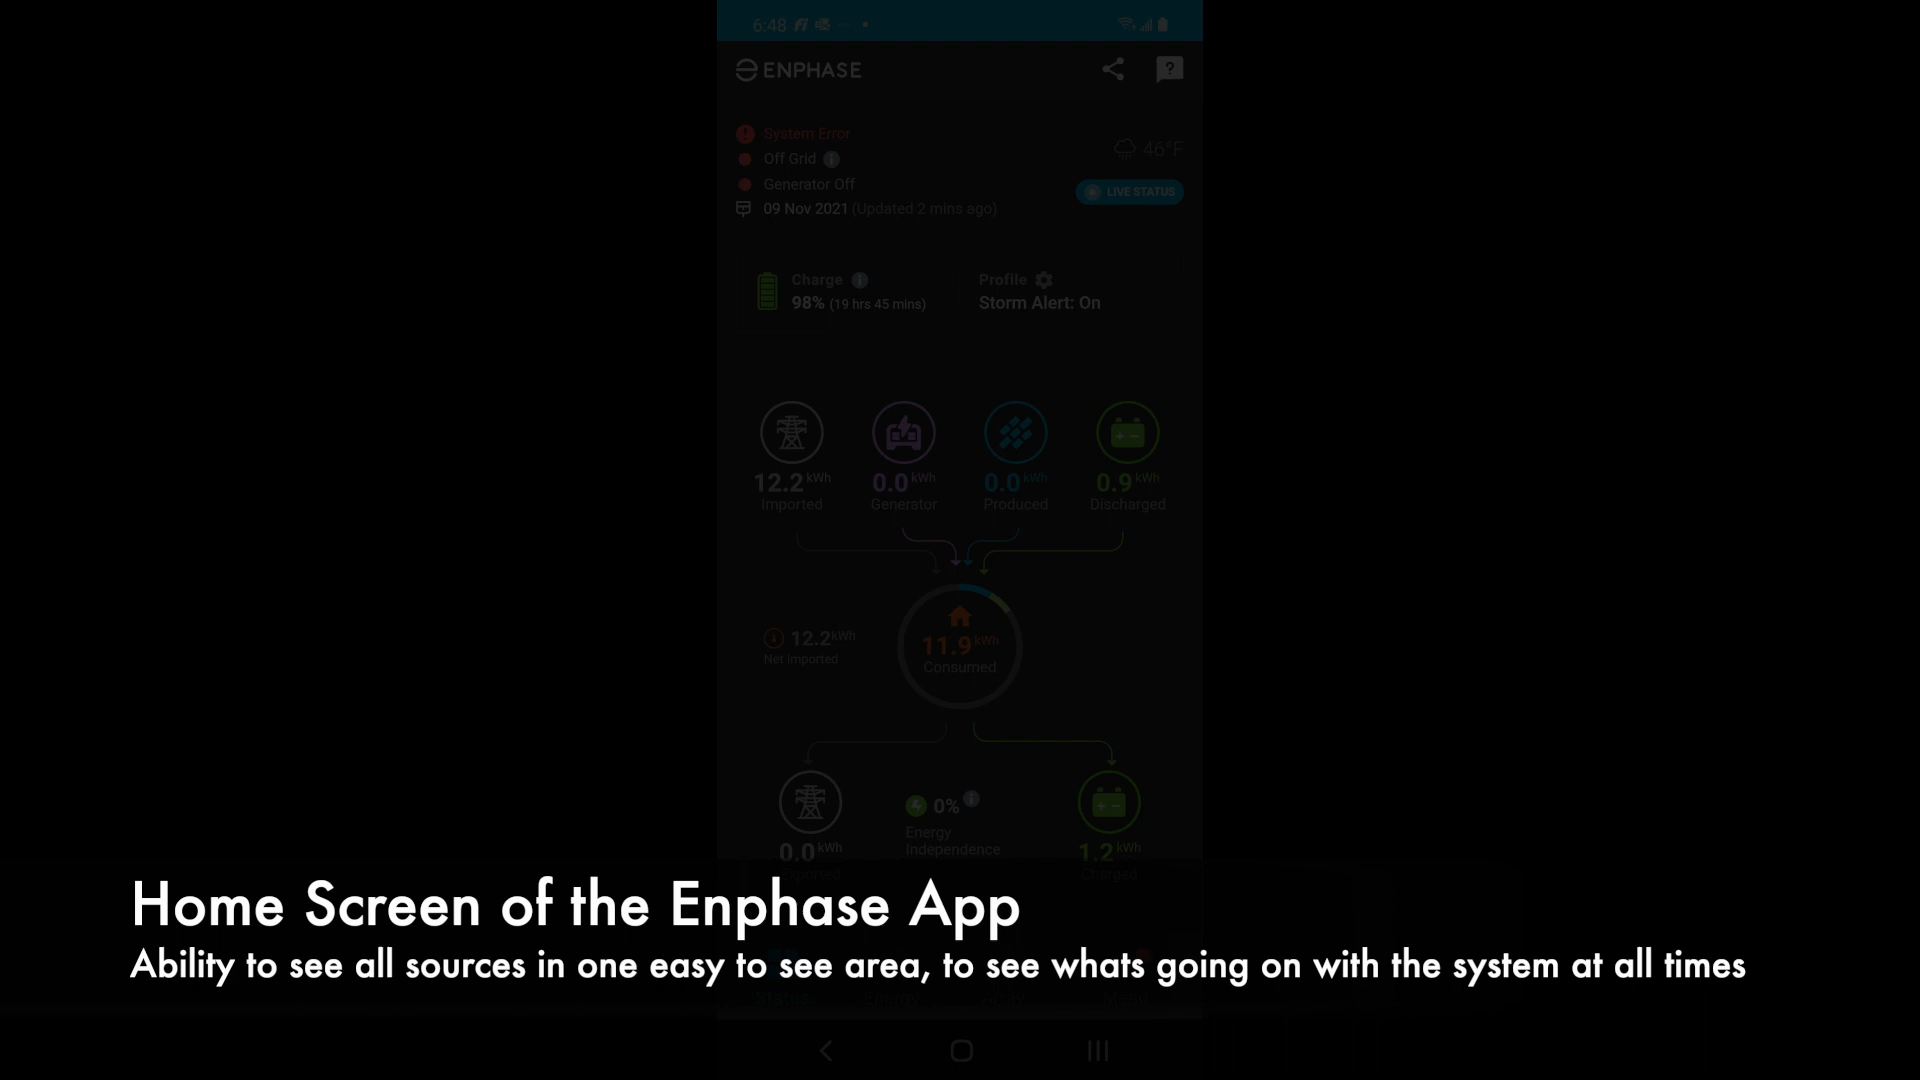 6:48
ENPHASE
System Error
Off Grid
Generator Off
09 Nov 2021 (Updated 2 mins ago)
46°F
LIVE STATUS
Charge
98% (19 hrs 45 mins)
Profile
Storm Alert: On
12.2 kWh
Imported
0.0 kWh
Generator
0.0 kWh
Produced
0.9 kWh
Discharged
12.2 kWh
Net Imported
11.9 kWh
Consumed
0.0 kWh
Exported
0%
Energy
Independence
1.2 kWh
Charged
Home Screen of the Enphase App
Ability to see all sources in one easy to see area, to see whats going on with the system at all times
Status
Energy